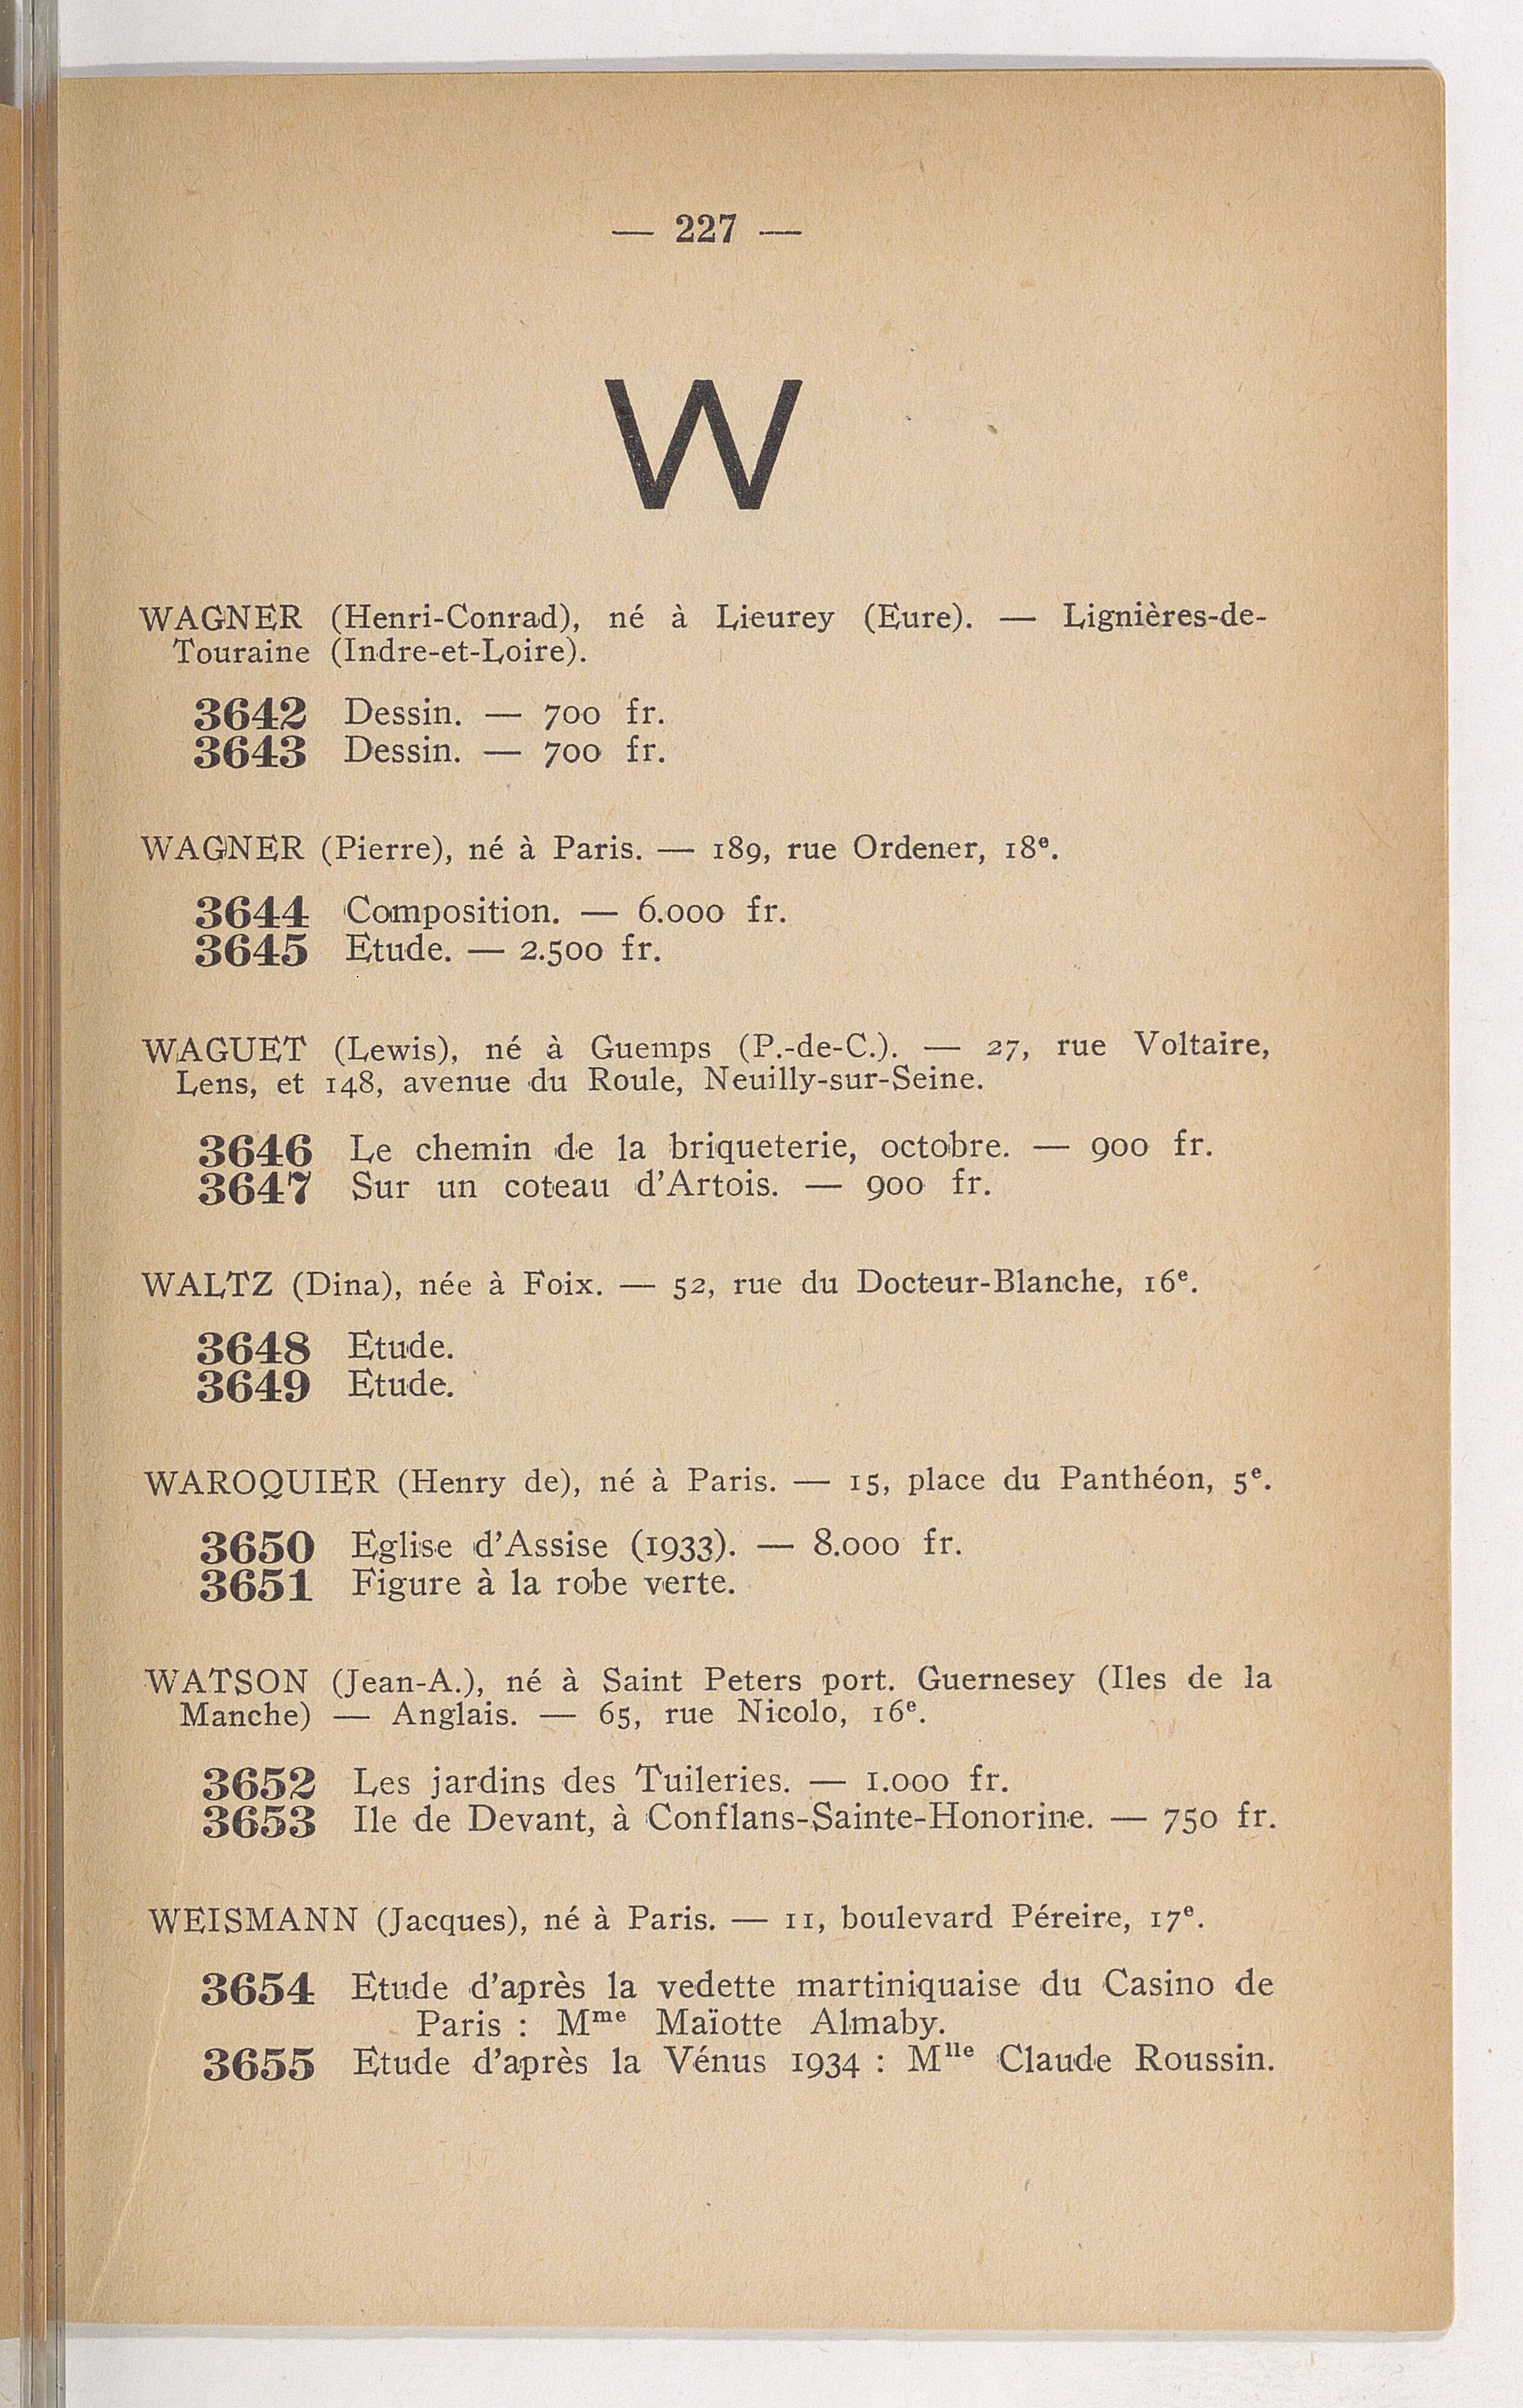 — 227 —
W
WAGNER (Henri-Conrad), né à Lieurey (Eure). — Lignières-de-
Touraine (Indre-et-Loire).
3642 Dessin. — 700 fr.
3643 Dessin. — 700 fr.
WAGNER (Pierre), né à Paris. — 189, rue Ordener, 18e.
3644 Composition. — 6.000 fr.
3645 Etude. — 2.500 fr.
WAGUET (Lewis), né à Guemps (P.-de-C.). — 27, rue Voltaire,
Lens, et 148, avenue du Roule, Neuilly-sur-Seine.
3646 Le chemin de la briqueterie, octobre. — 900 fr.
3647 Sur un coteau d'Artois. — 900 fr.
WALTZ (Dina), née à Foix. — 52, rue du Docteur-Blanche, 16e.
3648 Etude.
3649 Etude.
WAROQUIER (Henry de), né à Paris. — 15, place du Panthéon, 5e.
3650 Eglise d'Assise (1933). — 8.000 fr.
3651 Figure à la robe verte.
WATSON (Jean-A.), né à Saint Peters port. Guernesey (Iles de la
Manche) — Anglais. — 65, rue Nicolo, 16e.
3652 Les jardins des Tuileries. — 1.000 fr.
3653 Ile de Devant, à Conflans-Sainte-Honorine. — 750 fr.
WEISMANN (Jacques), né à Paris. — 11, boulevard Péreire, 17e.
3654 Etude d'après la vedette martiniquaise du Casino de
Paris : Mme Maïotte Almaby.
3655 Etude d'après la Vénus 1934 : Mlle Claude Roussin.